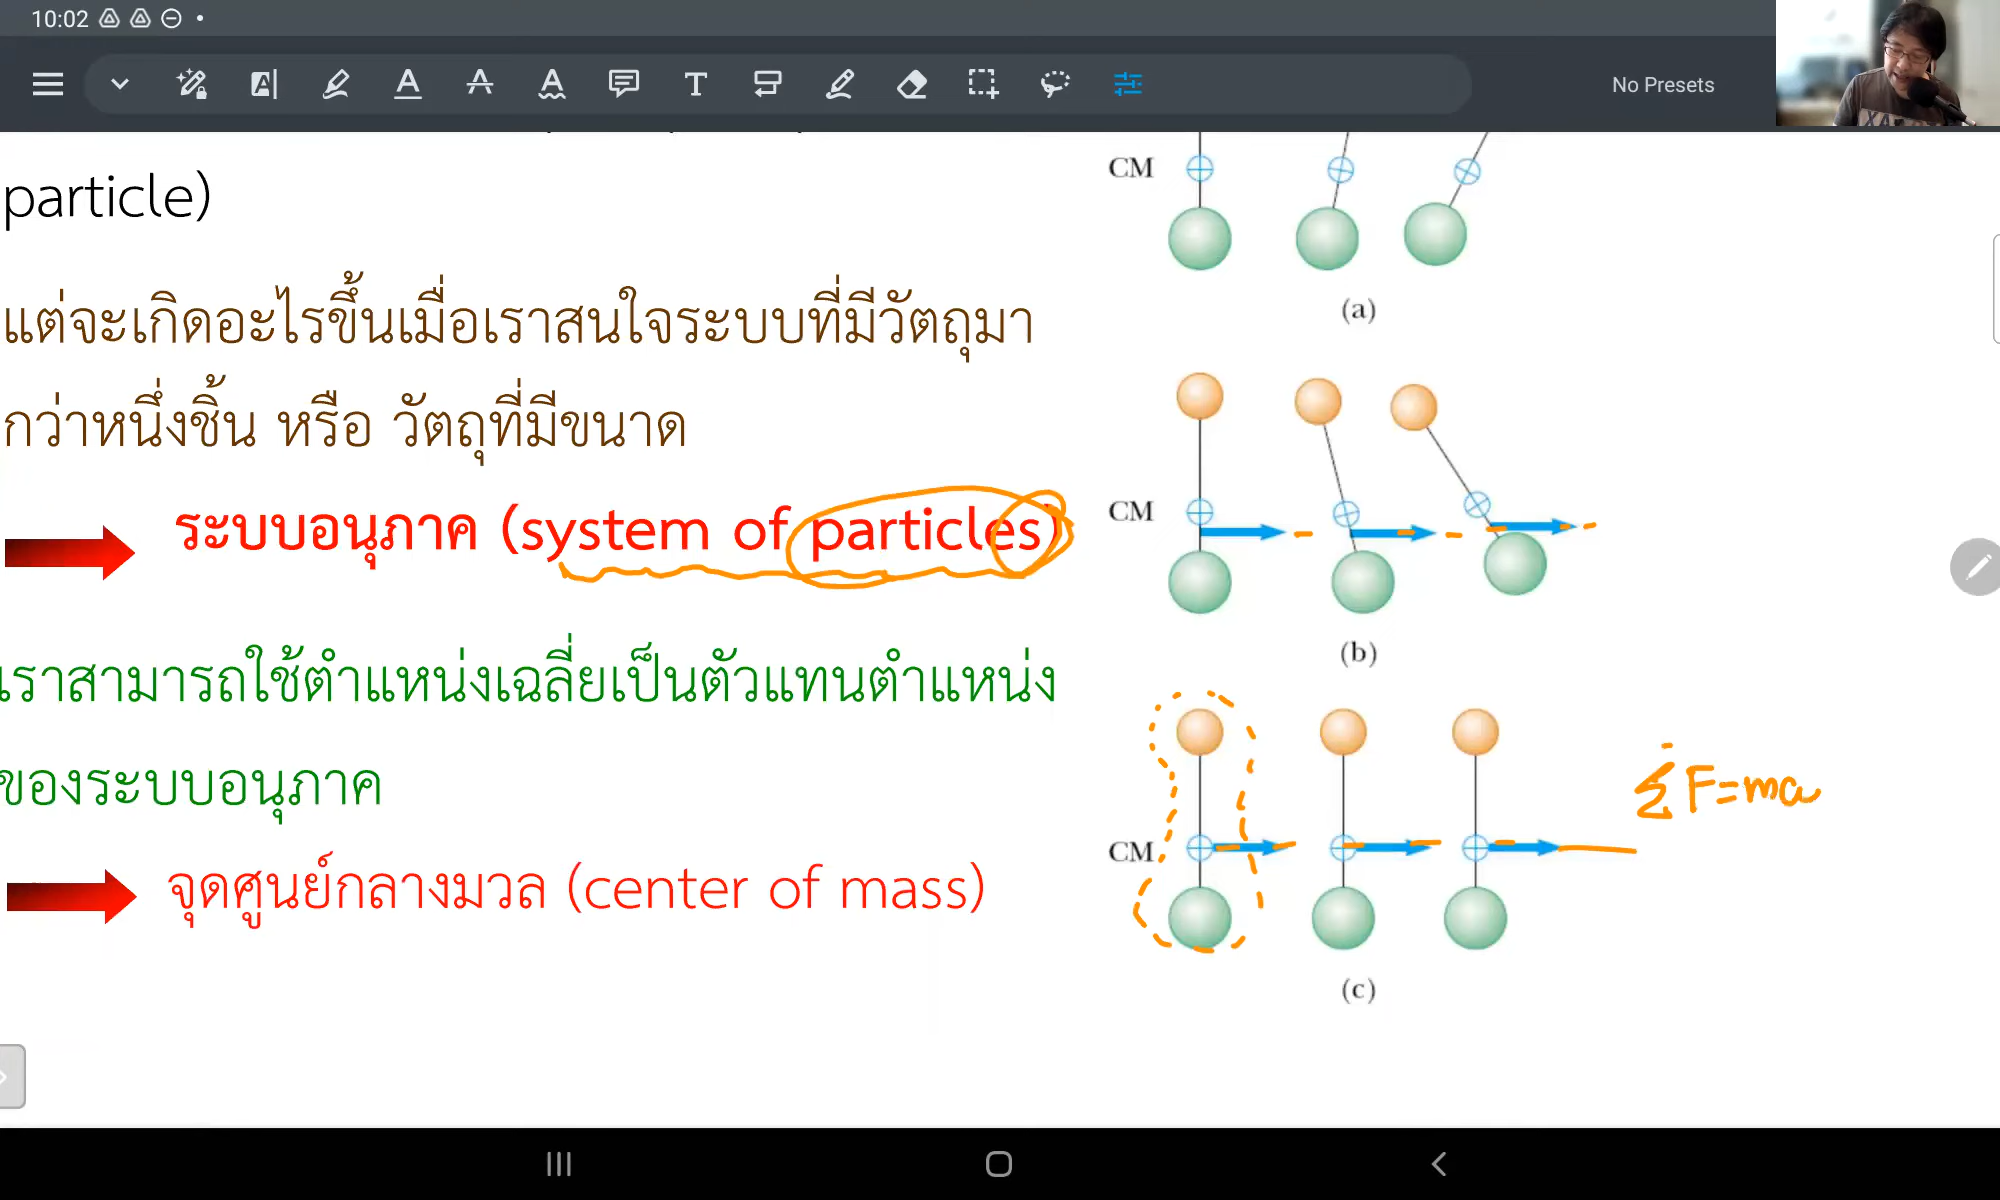 10:02
No Presets
particle)
แต่จะเกิดอะไรขึ้นเมื่อเราสนใจระบบที่มีวัตถุมา
กว่าหนึ่งชิ้น หรือ วัตถุที่มีขนาด
ระบบอนุภาค (system of particles)
เราสามารถใช้ตำแหน่งเฉลี่ยเป็นตัวแทนตำแหน่ง
ของระบบอนุภาค
จุดศูนย์กลางมวล (center of mass)
CM
(a)
CM
(b)
CM
(c)
ΣF=ma